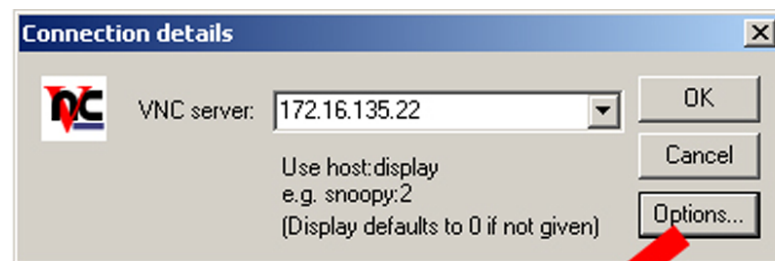 Connection details
VNC
VNC server:
172.16.135.22
OK
Use host:display
Cancel
e.g. snoopy:2
(Display defaults to 0 if not given)
Options...